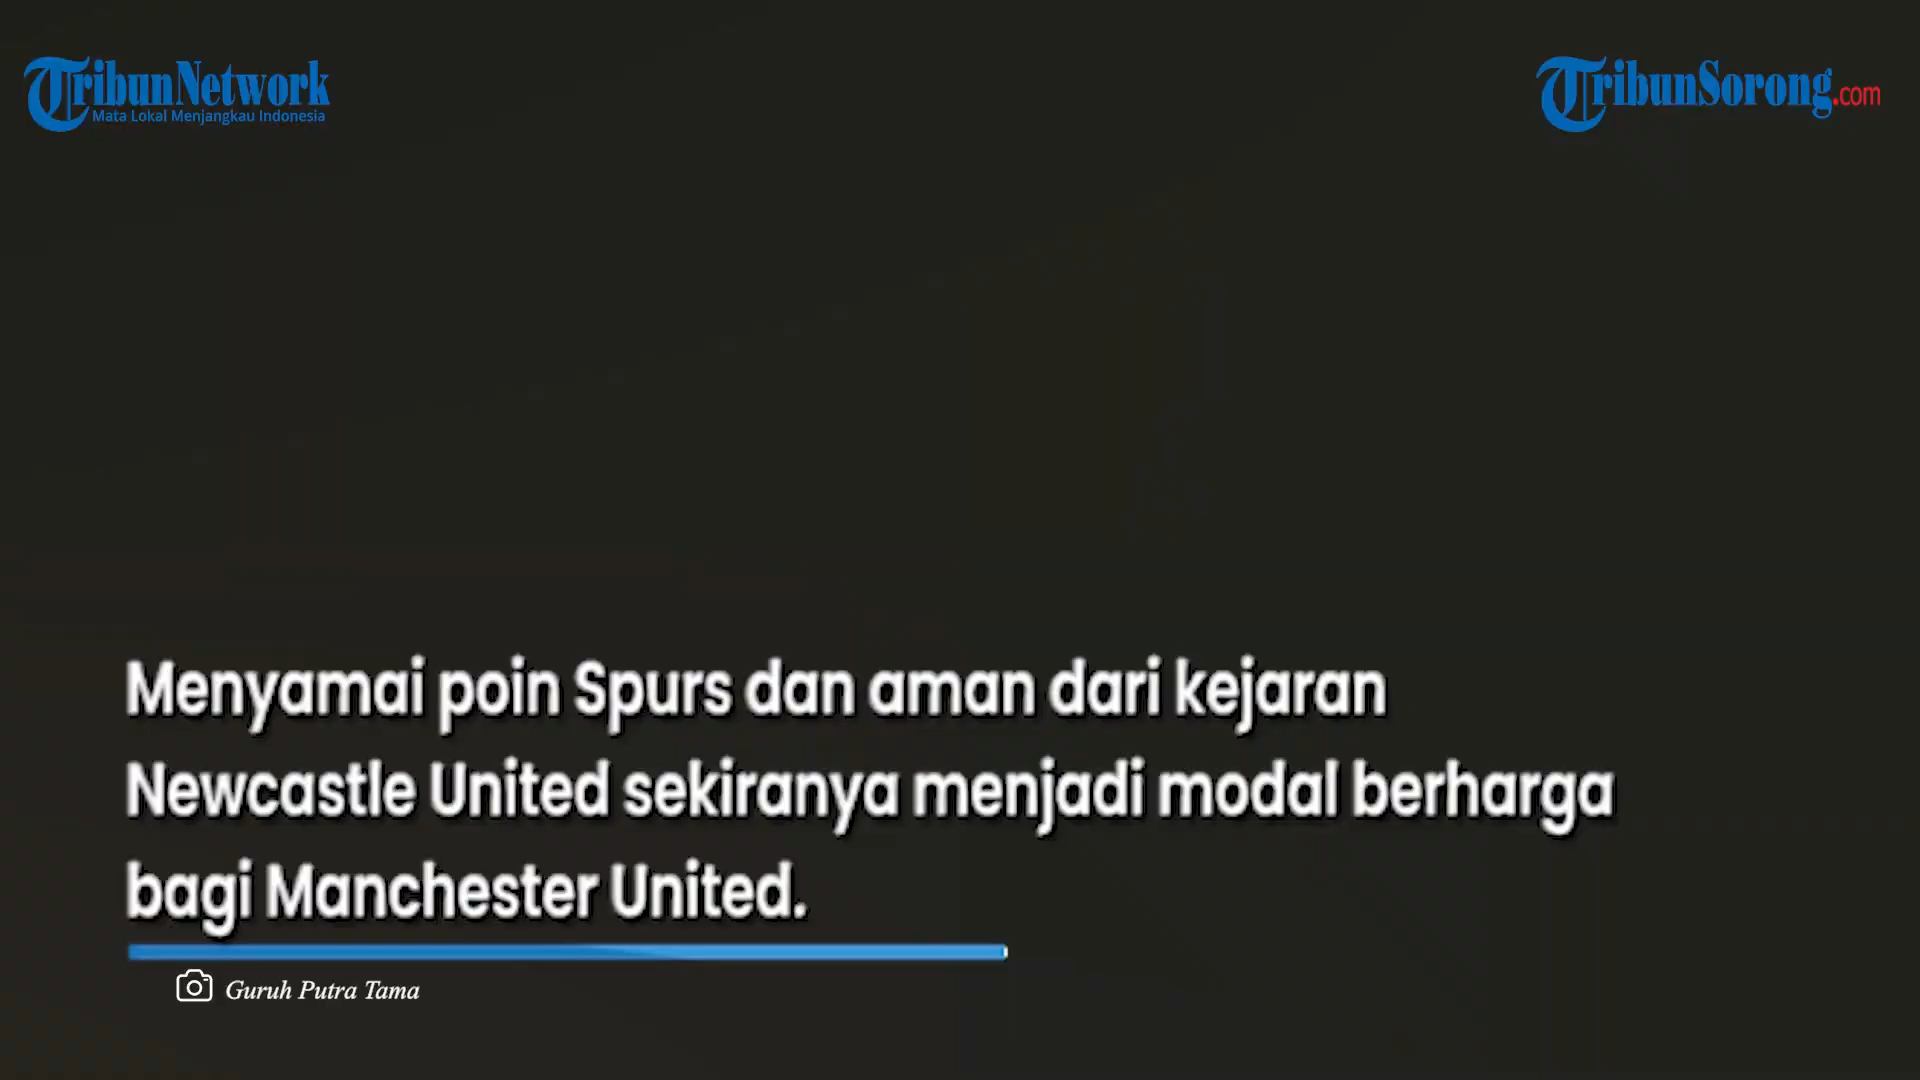 TribunNetwork
Mata Lokal Menjangkau Indonesia
TribunSorong.com
Menyamai poin Spurs dan aman dari kejaran
Newcastle United sekiranya menjadi modal berharga
bagi Manchester United.
Guruh Putra Tama